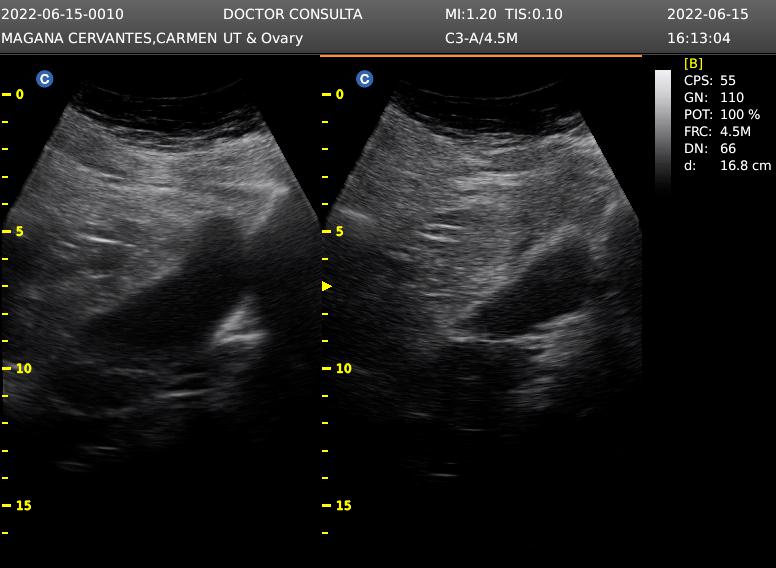 2022-06-15-0010 DOCTOR CONSULTA MI:1.20 TIS:0.10 2022-06-15
MAGANA CERVANTES,CARMEN UT & Ovary C3-A/4.5M 16:13:04
C
0
5
10
15
C
0
5
10
15
[B]
CPS: 55
GN: 110
POT: 100 %
FRC: 4.5M
DN: 66
d: 16.8 cm